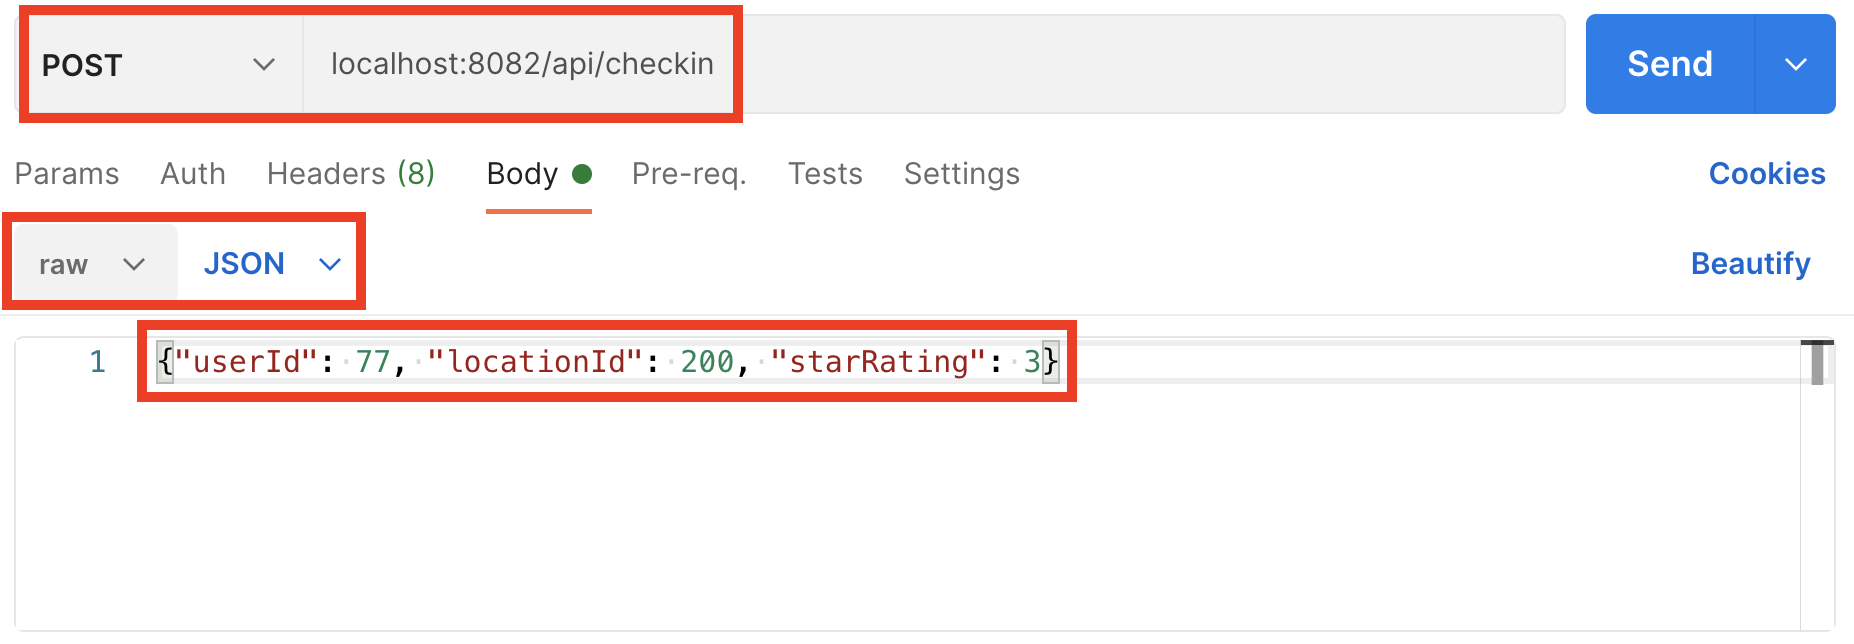 POST localhost:8082/api/checkin Send
Params Auth Headers (8) Body Pre-req. Tests Settings Cookies
raw JSON Beautify
1 {"userId": 77, "locationId": 200, "starRating": 3}